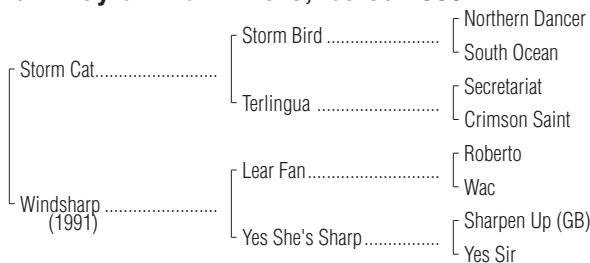 Northern Dancer
Storm Bird
South Ocean
Storm Cat
Secretariat
Terlingua
Crimson Saint
Roberto
Lear Fan
Wac
Windsharp
(1991)
Sharpen Up (GB)
Yes She's Sharp
Yes Sir